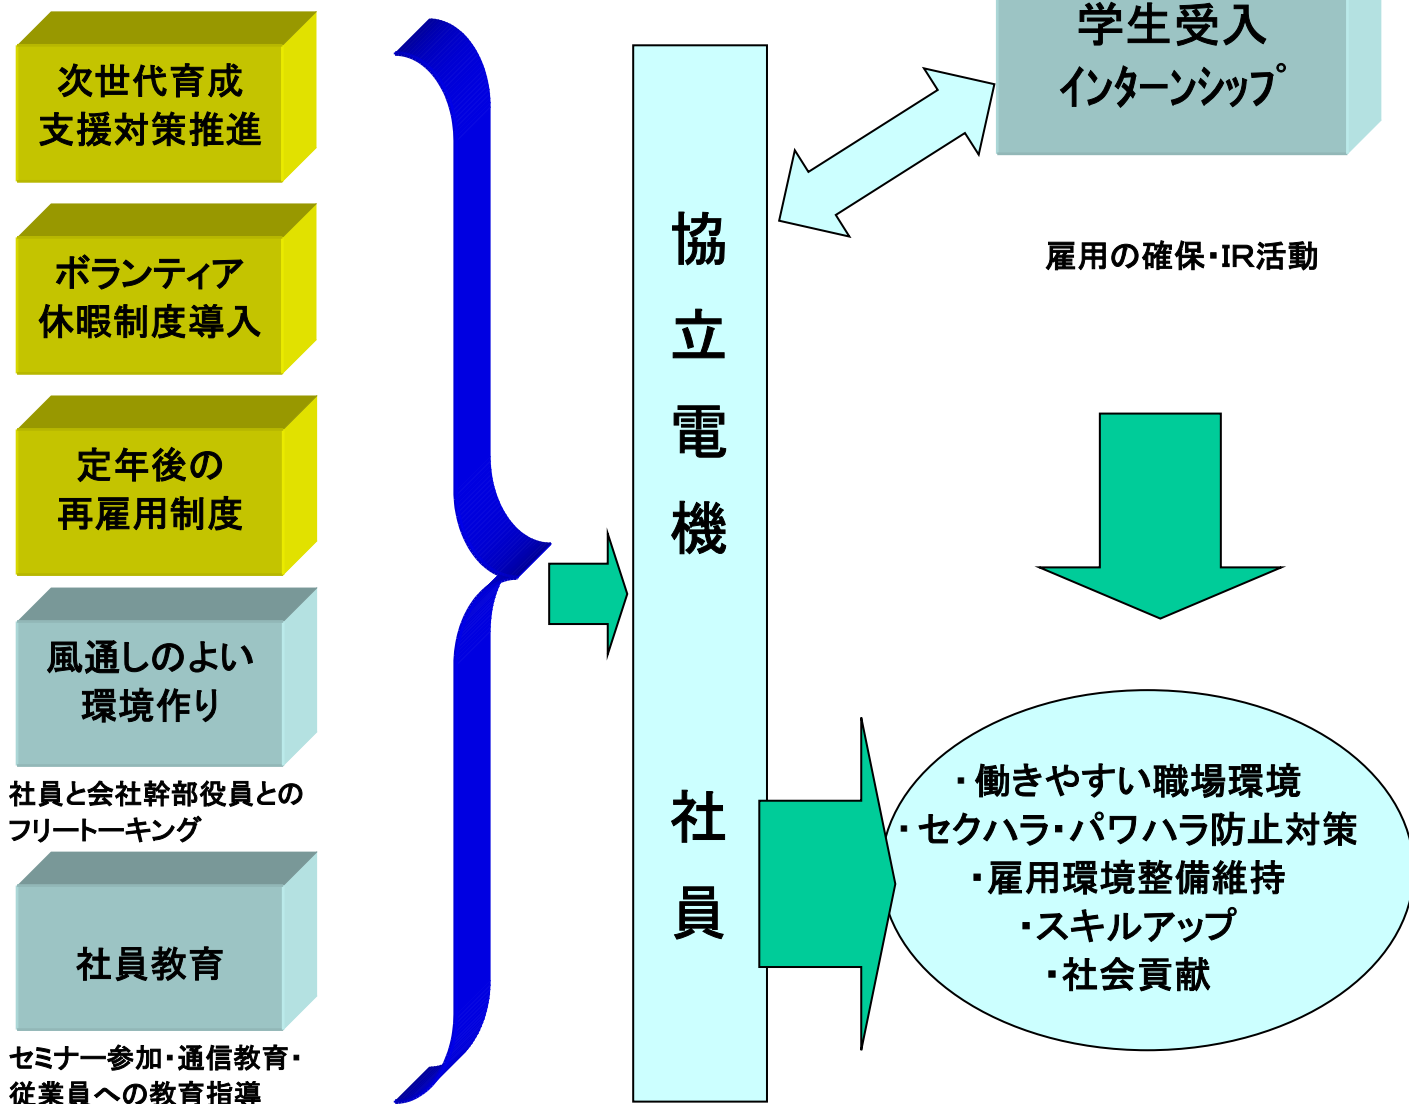 次世代育成
支援対策推進
ボランティア
休暇制度導入
定年後の
再雇用制度
風通しのよい
環境作り
社員と会社幹部役員との
フリートーキング
社員教育
セミナー参加・通信教育・
従業員への教育指導
協立電機　社員
学生受入
インターンシップ
雇用の確保・IR活動
・働きやすい職場環境
・セクハラ・パワハラ防止対策
・雇用環境整備維持
・スキルアップ
・社会貢献